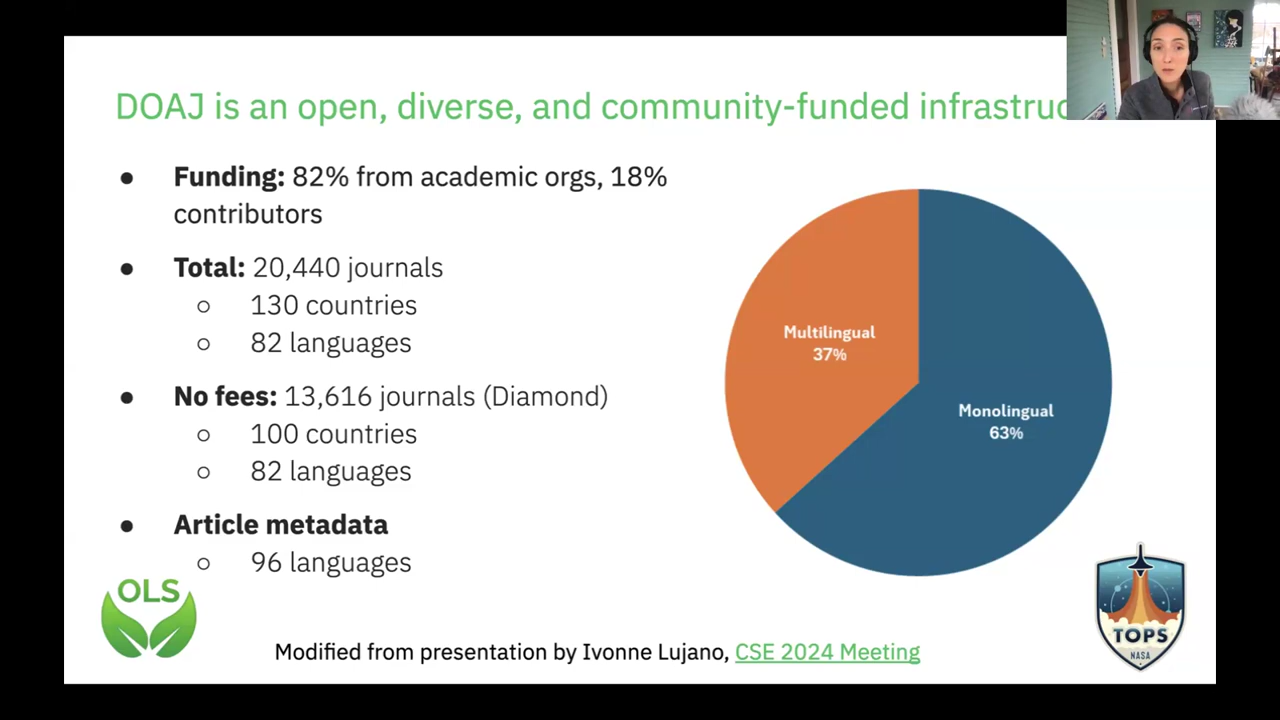 DOAJ is an open, diverse, and community-funded infrastruc
● Funding: 82% from academic orgs, 18%
contributors
● Total: 20,440 journals
○ 130 countries
○ 82 languages
● No fees: 13,616 journals (Diamond)
○ 100 countries
○ 82 languages
● Article metadata
○ 96 languages
Multilingual
37%
Monolingual
63%
OLS
Modified from presentation by Ivonne Lujano, CSE 2024 Meeting
TOPS
NASA